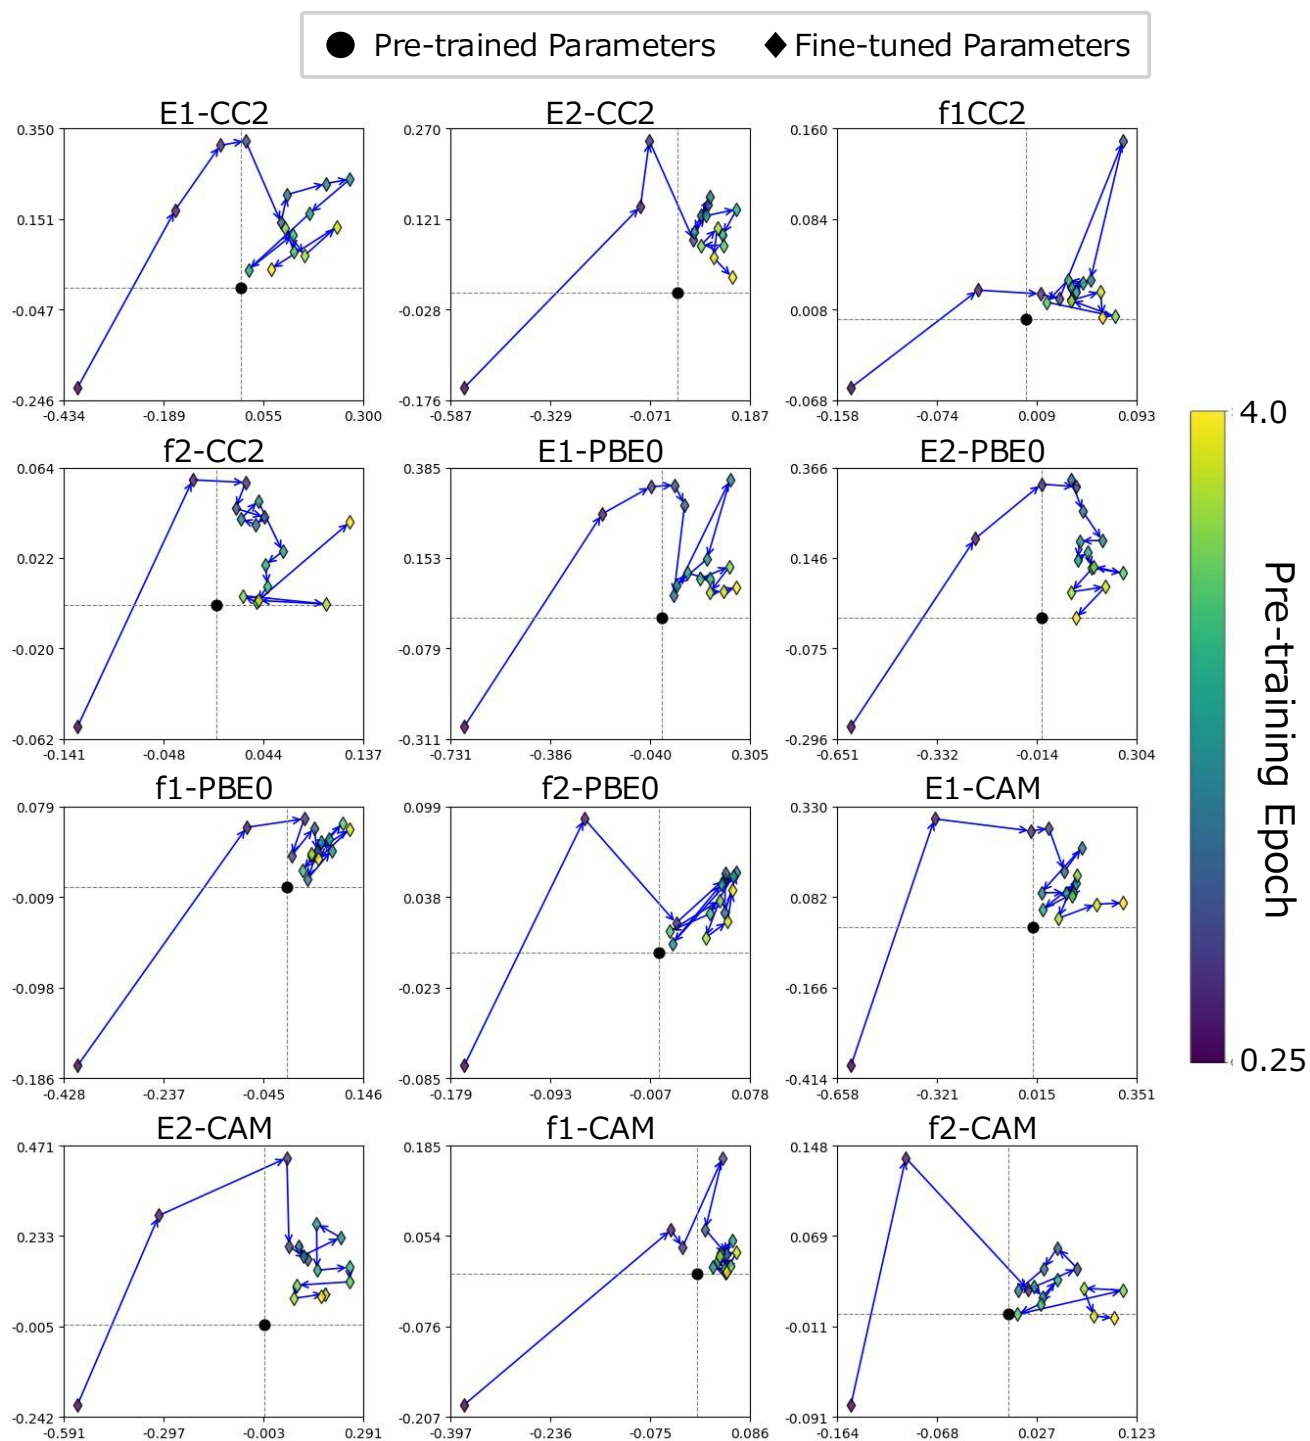 Pre-trained Parameters Fine-tuned Parameters
E1-CC2 E2-CC2 f1CC2
0.350 0.270 0.160
0.151 0.121 0.084
-0.047 -0.028 0.008
-0.246 -0.176 -0.068
-0.434 -0.189 0.055 0.300 -0.587 -0.329 -0.071 0.187 -0.158 -0.074 0.009 0.093
f2-CC2 E1-PBE0 E2-PBE0
0.064 0.385 0.366
0.022 0.153 0.146
-0.020 -0.079 -0.075
-0.062 -0.311 -0.296
-0.141 -0.048 0.044 0.137 -0.731 -0.386 -0.040 0.305 -0.651 -0.332 -0.014 0.304
f1-PBE0 f2-PBE0 E1-CAM
0.079 0.099 0.330
-0.009 0.038 0.082
-0.098 -0.023 -0.166
-0.186 -0.085 -0.414
-0.428 -0.237 -0.045 0.146 -0.179 -0.093 -0.007 0.078 -0.658 -0.321 0.015 0.351
E2-CAM f1-CAM f2-CAM
0.471 0.185 0.148
0.233 0.054 0.069
-0.005 -0.076 -0.011
-0.242 -0.207 -0.091
-0.591 -0.297 -0.003 0.291 -0.397 -0.236 -0.075 0.086 -0.164 -0.068 0.027 0.123
4.0
Pre-training Epoch
0.25